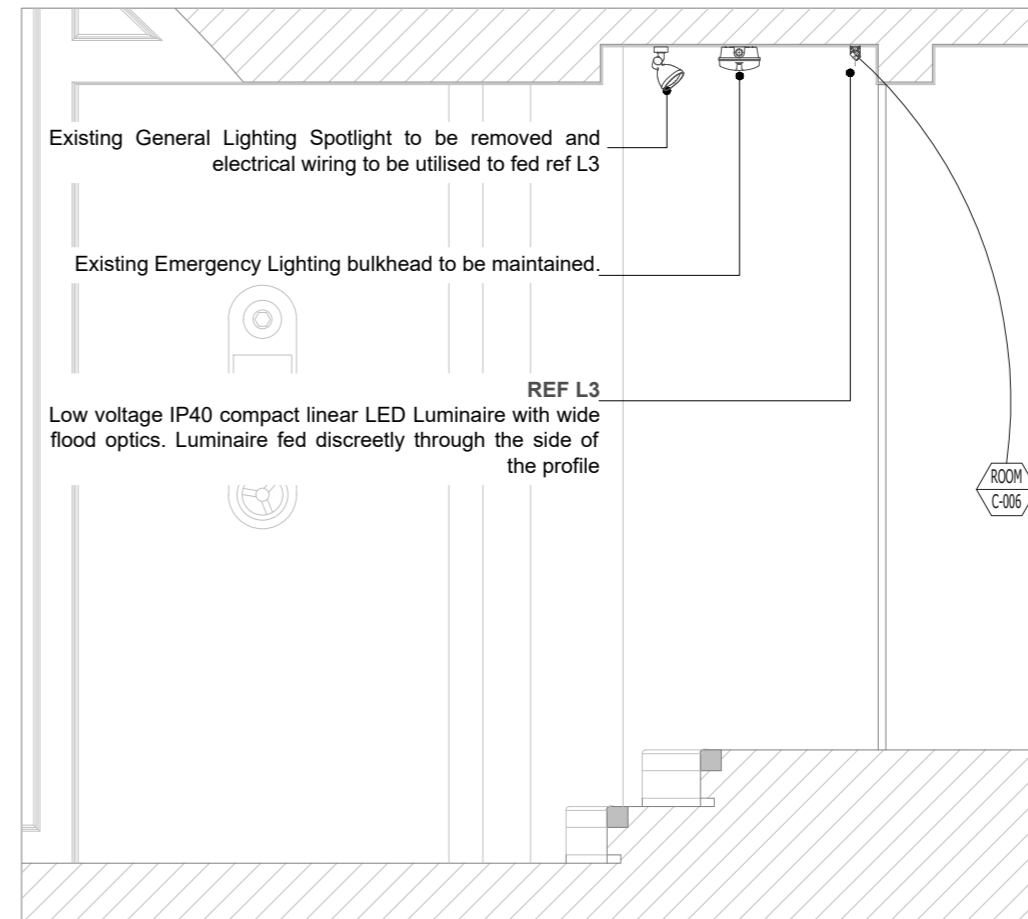 Existing General Lighting Spotlight to be removed and
electrical wiring to be utilised to fed ref L3
Existing Emergency Lighting bulkhead to be maintained.
REF L3
Low voltage IP40 compact linear LED Luminaire with wide
flood optics. Luminaire fed discreetly through the side of
the profile
ROOM
C-006